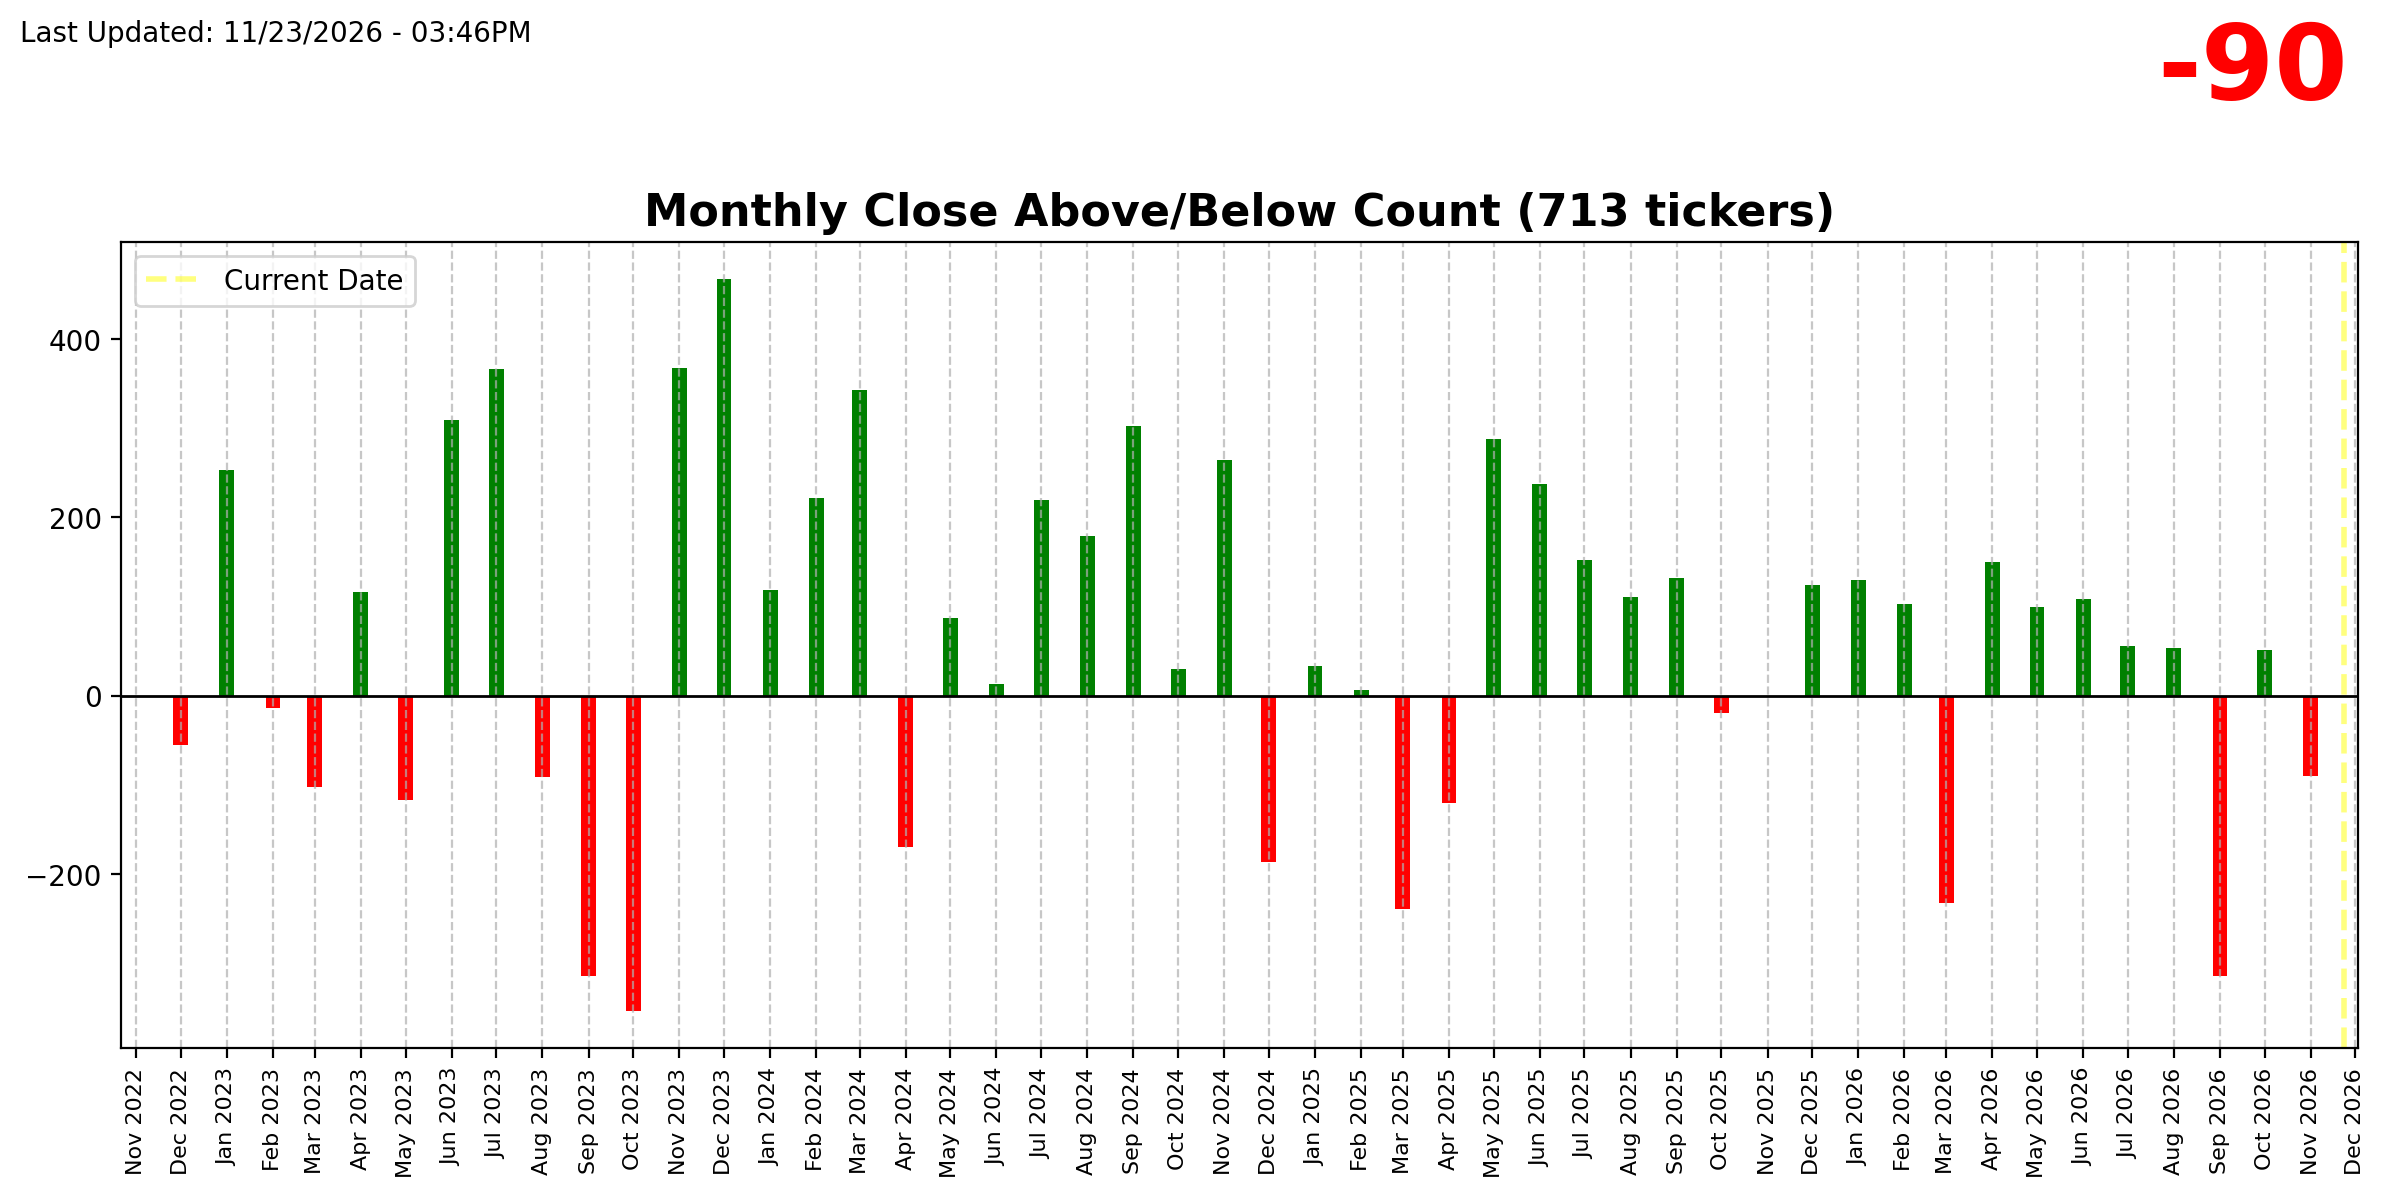 Last Updated: 11/23/2026 - 03:46PM
-90
Monthly Close Above/Below Count (713 tickers)
Current Date
400
200
0
−200
Nov 2022
Dec 2022
Jan 2023
Feb 2023
Mar 2023
Apr 2023
May 2023
Jun 2023
Jul 2023
Aug 2023
Sep 2023
Oct 2023
Nov 2023
Dec 2023
Jan 2024
Feb 2024
Mar 2024
Apr 2024
May 2024
Jun 2024
Jul 2024
Aug 2024
Sep 2024
Oct 2024
Nov 2024
Dec 2024
Jan 2025
Feb 2025
Mar 2025
Apr 2025
May 2025
Jun 2025
Jul 2025
Aug 2025
Sep 2025
Oct 2025
Nov 2025
Dec 2025
Jan 2026
Feb 2026
Mar 2026
Apr 2026
May 2026
Jun 2026
Jul 2026
Aug 2026
Sep 2026
Oct 2026
Nov 2026
Dec 2026